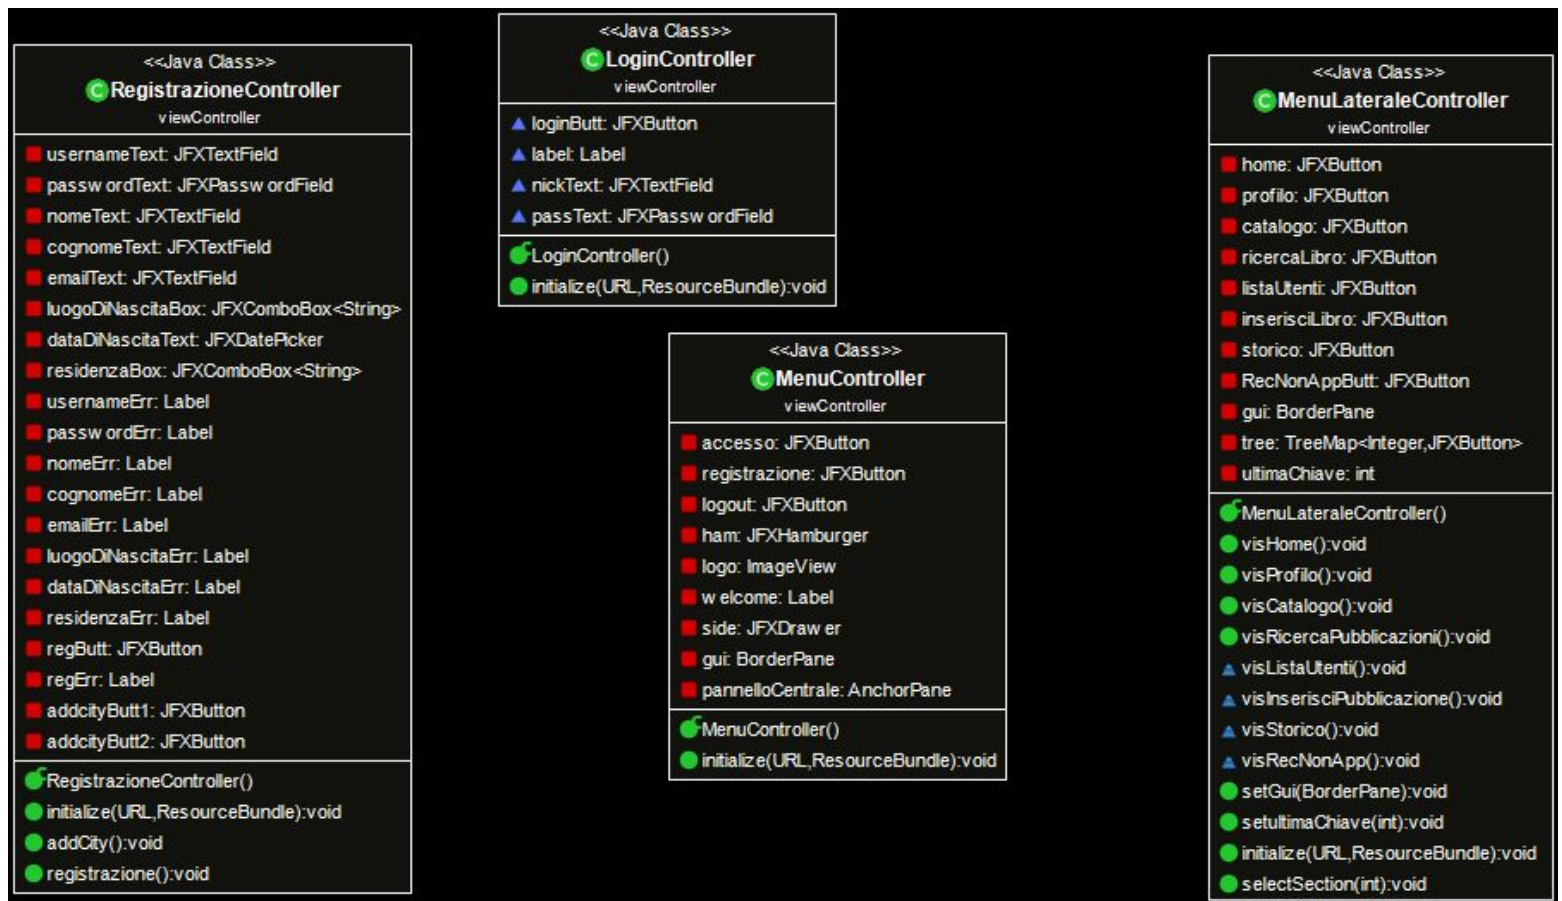 <<Java Class>>
RegistrazioneController
viewController
usernameText: JFXTextField
passwordText: JFXPasswordField
nomeText: JFXTextField
cognomeText: JFXTextField
emailText: JFXTextField
luogoDiNascitaBox: JFXComboBox<String>
dataDiNascitaText: JFXDatePicker
residenzaBox: JFXComboBox<String>
usernameErr: Label
passwordErr: Label
nomeErr: Label
cognomeErr: Label
emailErr: Label
luogoDiNascitaErr: Label
dataDiNascitaErr: Label
residenzaErr: Label
regButt: JFXButton
regErr: Label
addcityButt1: JFXButton
addcityButt2: JFXButton
RegistrazioneController()
initialize(URL,ResourceBundle):void
addCity():void
registrazione():void
<<Java Class>>
LoginController
viewController
loginButt: JFXButton
label: Label
nickText: JFXTextField
passText: JFXPasswordField
LoginController()
initialize(URL,ResourceBundle):void
<<Java Class>>
MenuController
viewController
accesso: JFXButton
registrazione: JFXButton
logout: JFXButton
ham: JFXHamburger
logo: ImageView
welcome: Label
side: JFXDrawer
gui: BorderPane
pannelloCentrale: AnchorPane
MenuController()
initialize(URL,ResourceBundle):void
<<Java Class>>
MenuLateraleController
viewController
home: JFXButton
profilo: JFXButton
catalogo: JFXButton
ricercaLibro: JFXButton
listaUtenti: JFXButton
inserisciLibro: JFXButton
storico: JFXButton
RecNonAppButt: JFXButton
gui: BorderPane
tree: TreeMap<Integer,JFXButton>
ultimaChiave: int
MenuLateraleController()
visHome():void
visProfilo():void
visCatalogo():void
visRicercaPubblicazioni():void
visListaUtenti():void
visInserisciPubblicazione():void
visStorico():void
visRecNonApp():void
setGui(BorderPane):void
setultimaChiave(int):void
initialize(URL,ResourceBundle):void
selectSection(int):void